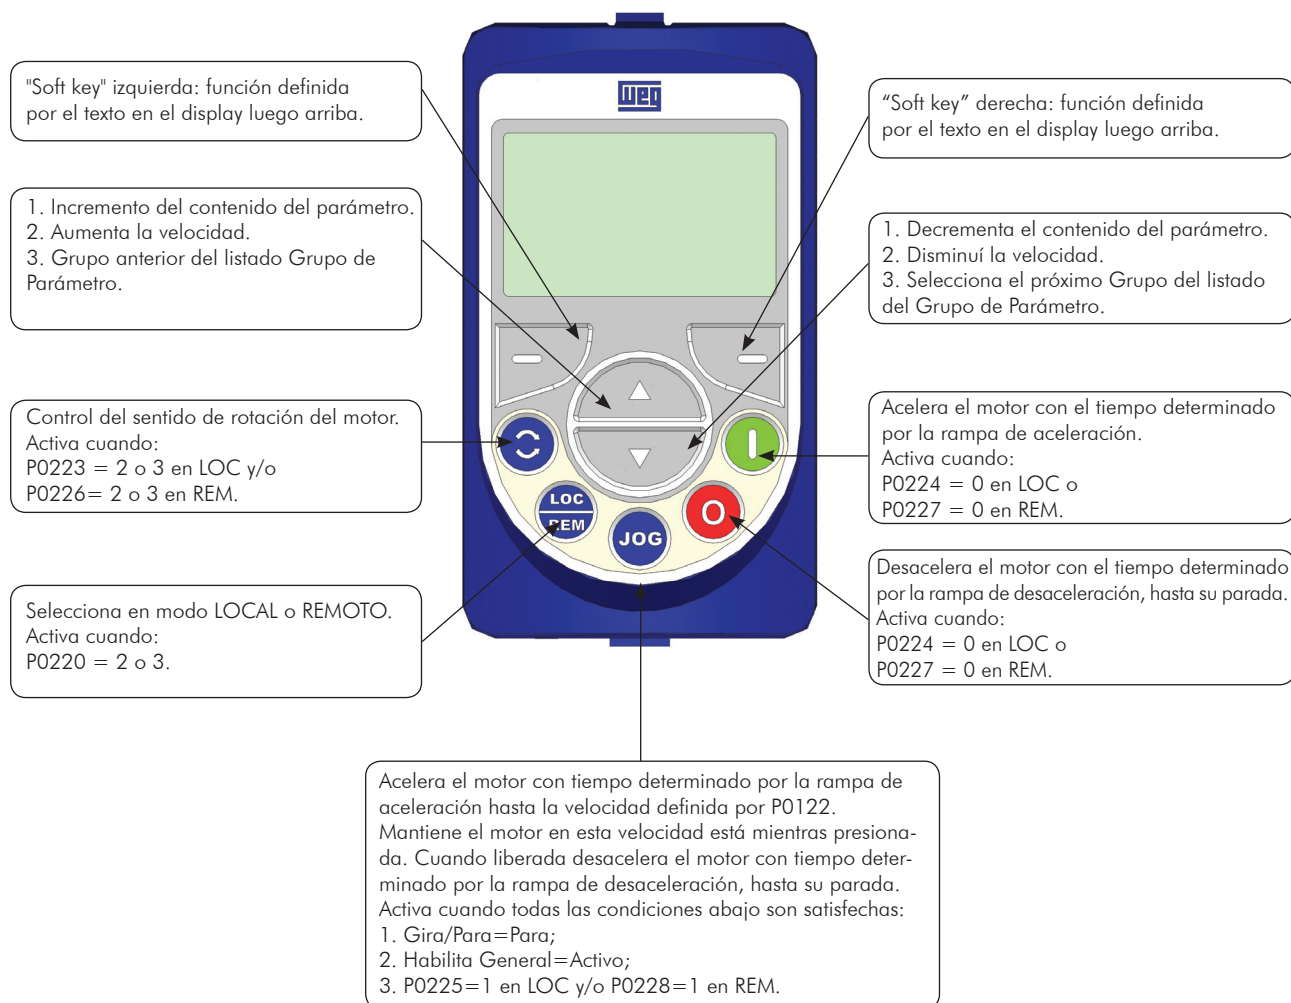 "Soft key" izquierda: función definida
por el texto en el display luego arriba.
1. Incremento del contenido del parámetro.
2. Aumenta la velocidad.
3. Grupo anterior del listado Grupo de
Parámetro.
Control del sentido de rotación del motor.
Activa cuando:
P0223 = 2 o 3 en LOC y/o
P0226= 2 o 3 en REM.
Selecciona en modo LOCAL o REMOTO.
Activa cuando:
P0220 = 2 o 3.
weg
LOC
REM
JOG
“Soft key” derecha: función definida
por el texto en el display luego arriba.
1. Decrementa el contenido del parámetro.
2. Disminuí la velocidad.
3. Selecciona el próximo Grupo del listado
del Grupo de Parámetro.
Acelera el motor con el tiempo determinado
por la rampa de aceleración.
Activa cuando:
P0224 = 0 en LOC o
P0227 = 0 en REM.
Desacelera el motor con el tiempo determinado
por la rampa de desaceleración, hasta su parada.
Activa cuando:
P0224 = 0 en LOC o
P0227 = 0 en REM.
Acelera el motor con tiempo determinado por la rampa de
aceleración hasta la velocidad definida por P0122.
Mantiene el motor en esta velocidad está mientras presiona-
da. Cuando liberada desacelera el motor con tiempo deter-
minado por la rampa de desaceleración, hasta su parada.
Activa cuando todas las condiciones abajo son satisfechas:
1. Gira/Para=Para;
2. Habilita General=Activo;
3. P0225=1 en LOC y/o P0228=1 en REM.